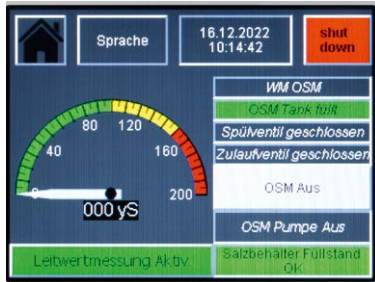 Sprache
16.12.2022
10:14:42
shut
down
WM OSM
OSM Tank füllt
Spülventil geschlossen
Zulaufventil geschlossen
OSM Aus
OSM Pumpe Aus
Salzbehälter Füllstand
OK
0
40
80
120
160
200
000 yS
Leitwertmessung Aktiv